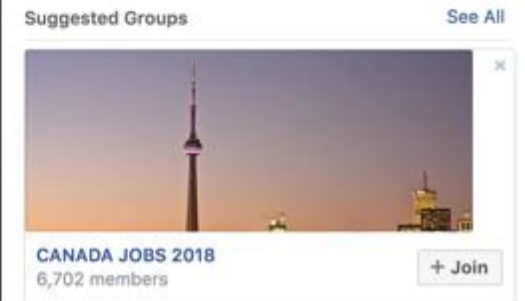 Suggested Groups See All
CANADA JOBS 2018
6,702 members
+ Join